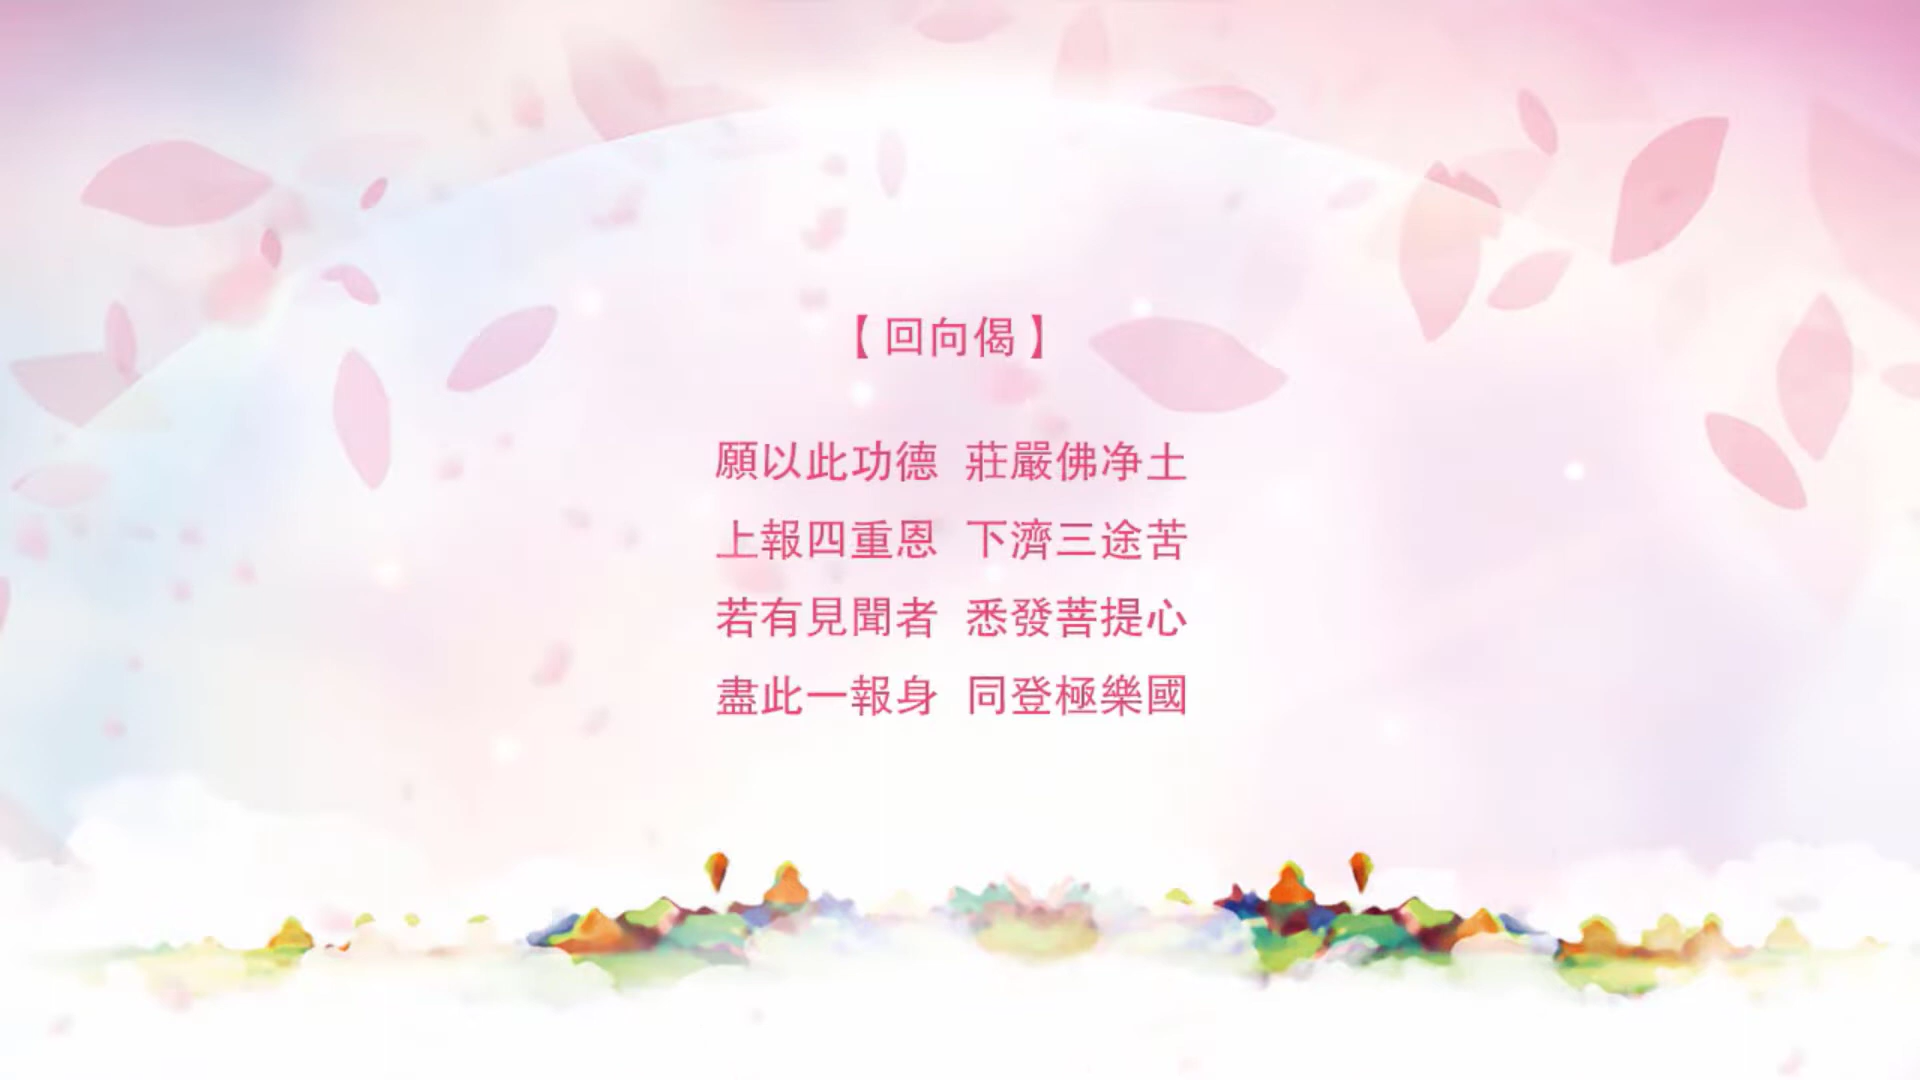 【回向偈】
願以此功德 莊嚴佛净土
上報四重恩 下濟三途苦
若有見聞者 悉發菩提心
盡此一報身 同登極樂國